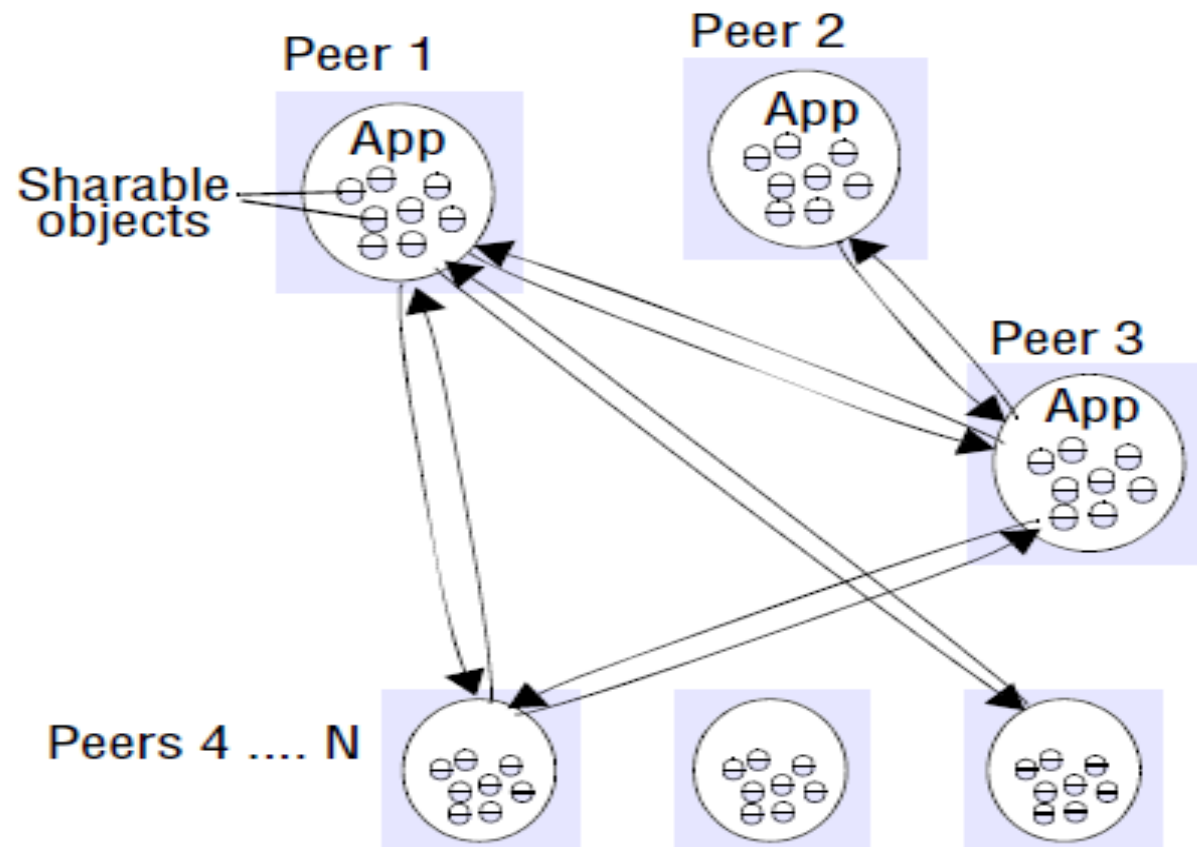 Peer 1
Peer 2
App
App
Sharable
objects
Peer 3
App
Peers 4 .... N